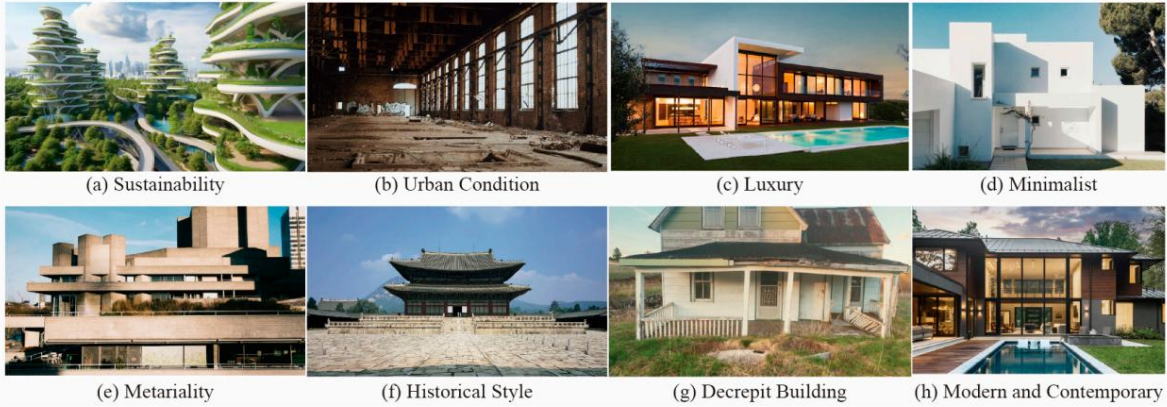 (a) Sustainability
(b) Urban Condition
(c) Luxury
(d) Minimalist
(e) Metariality
(f) Historical Style
(g) Decrepit Building
(h) Modern and Contemporary